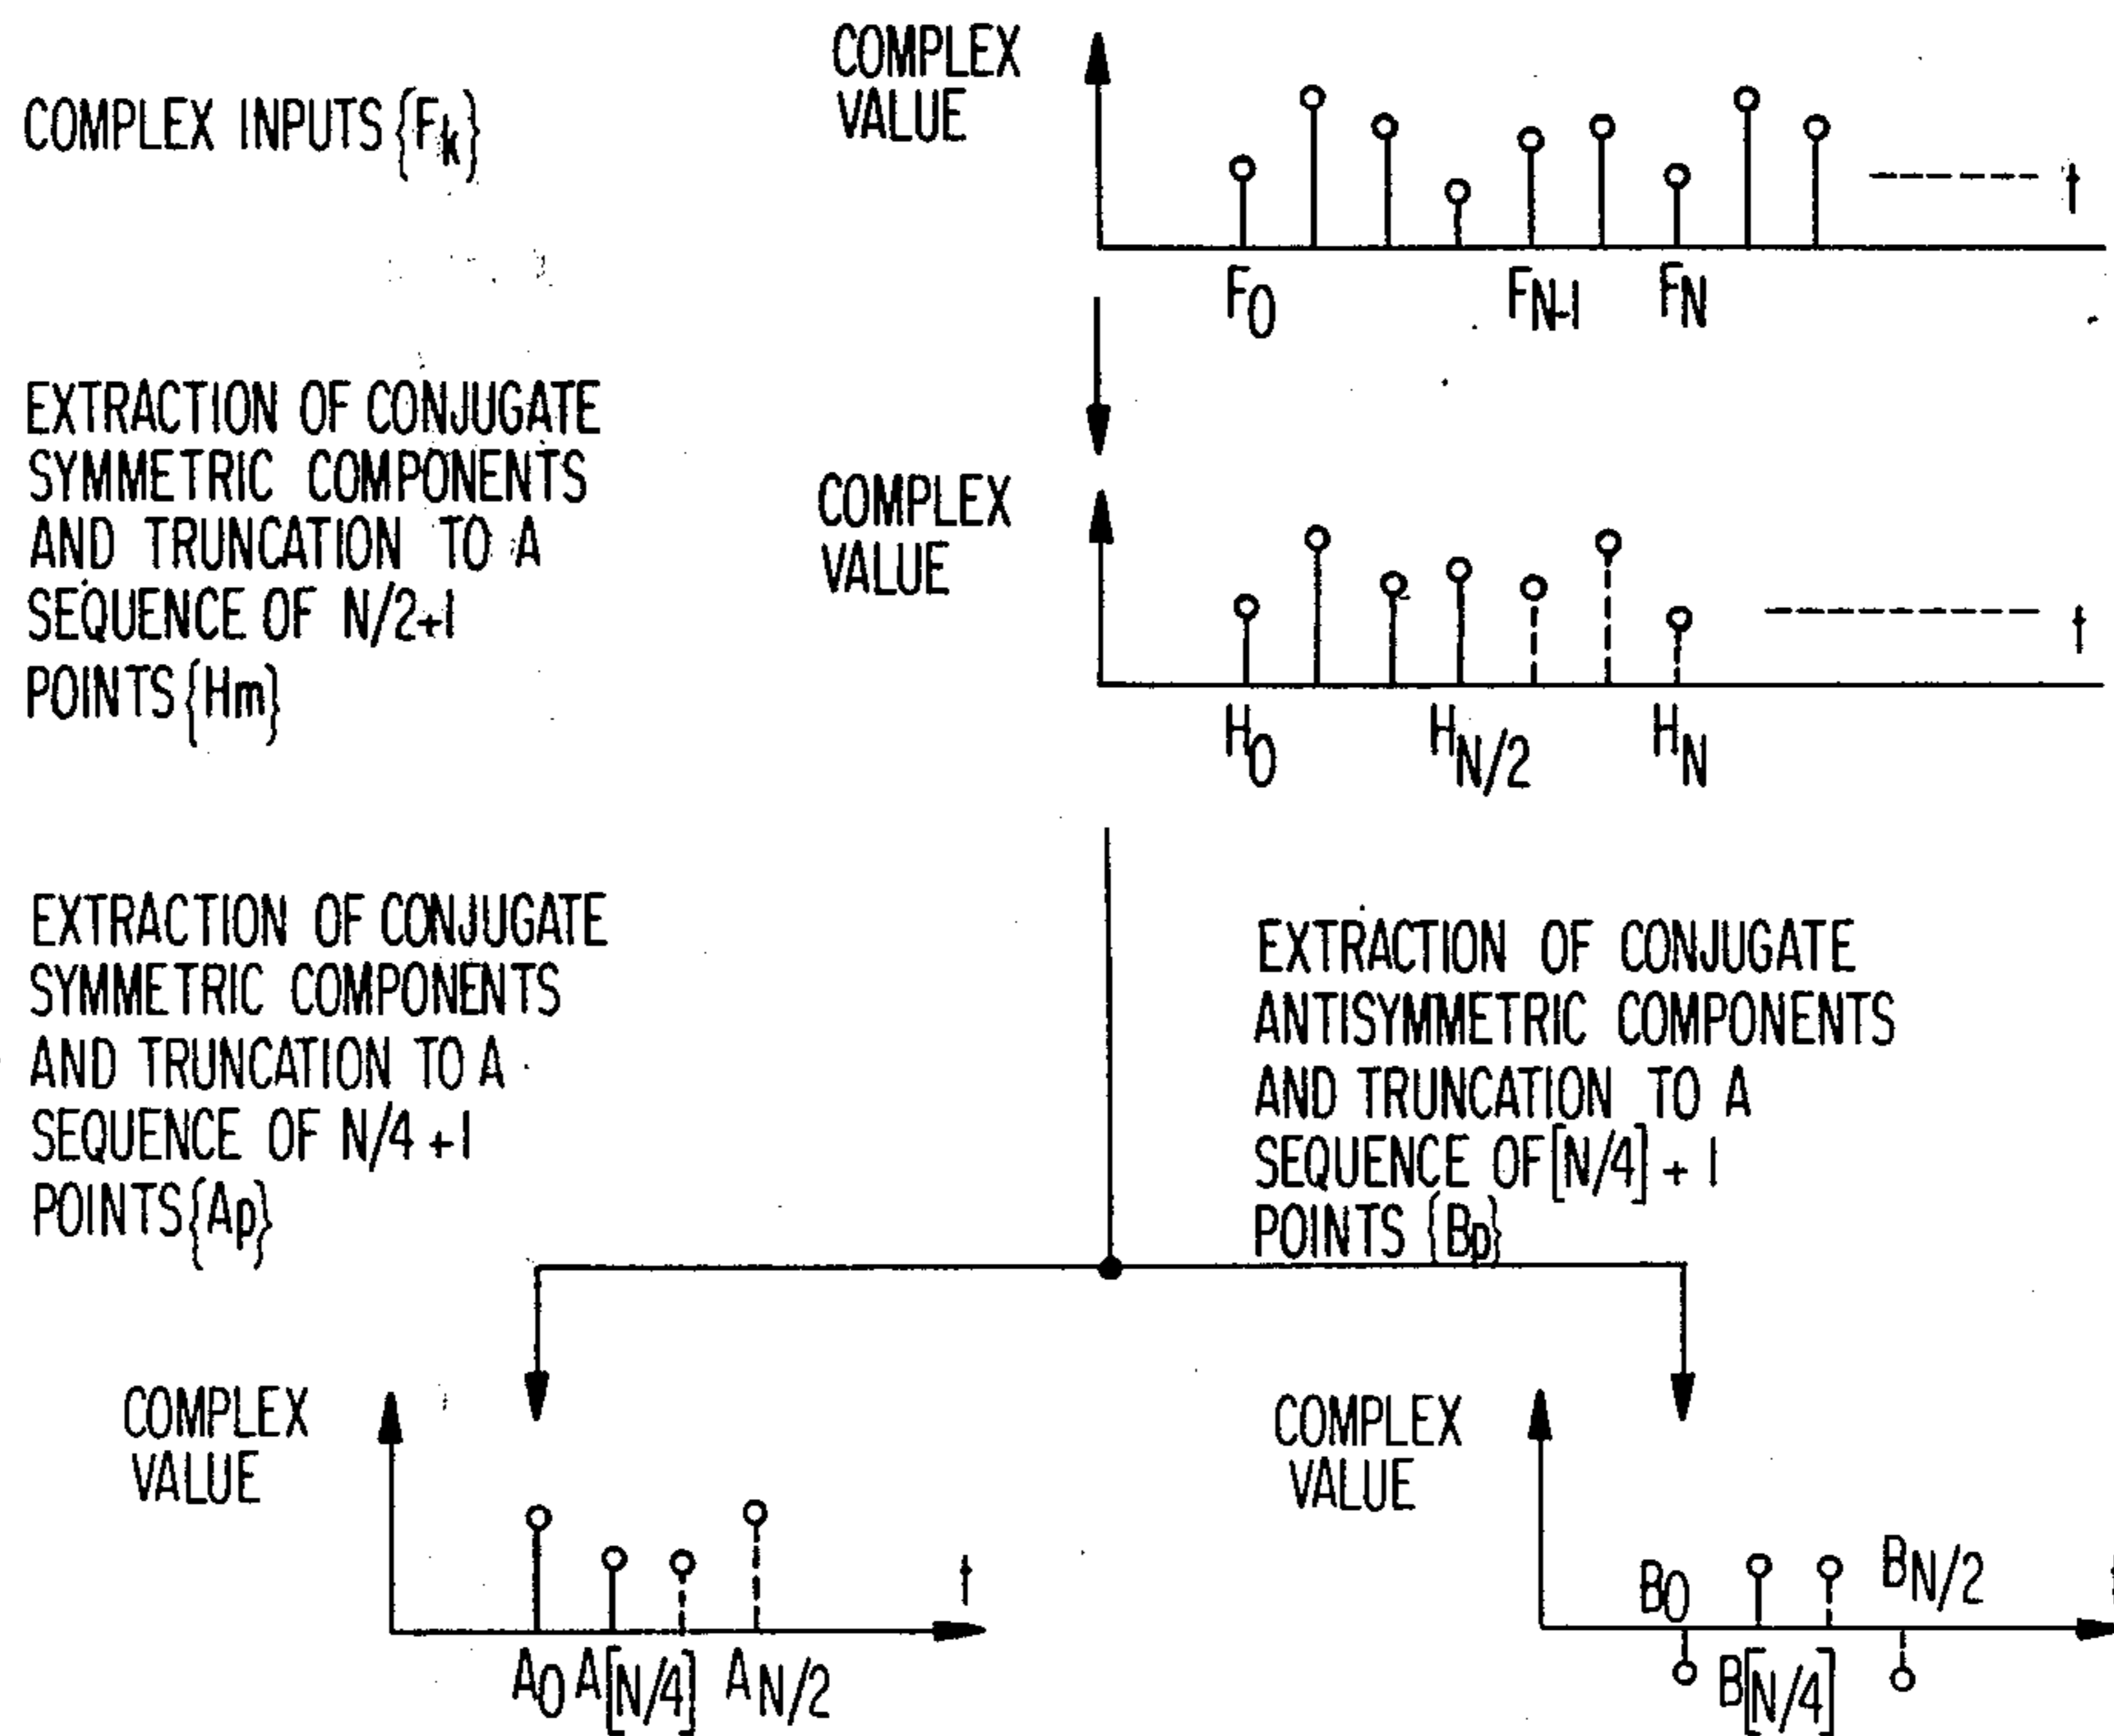 COMPLEX INPUTS {Fk}
COMPLEX
VALUE
t
F0 FN-1 FN
EXTRACTION OF CONJUGATE
SYMMETRIC COMPONENTS
AND TRUNCATION TO A
SEQUENCE OF N/2+1
POINTS {Hm}
COMPLEX
VALUE
t
H0 HN/2 HN
EXTRACTION OF CONJUGATE
SYMMETRIC COMPONENTS
AND TRUNCATION TO A
SEQUENCE OF N/4 +1
POINTS {Ap}
EXTRACTION OF CONJUGATE
ANTISYMMETRIC COMPONENTS
AND TRUNCATION TO A
SEQUENCE OF [N/4] + 1
POINTS {Bp}
COMPLEX
VALUE
t
A0 A[N/4] AN/2
COMPLEX
VALUE
B0 BN/2
B[N/4]